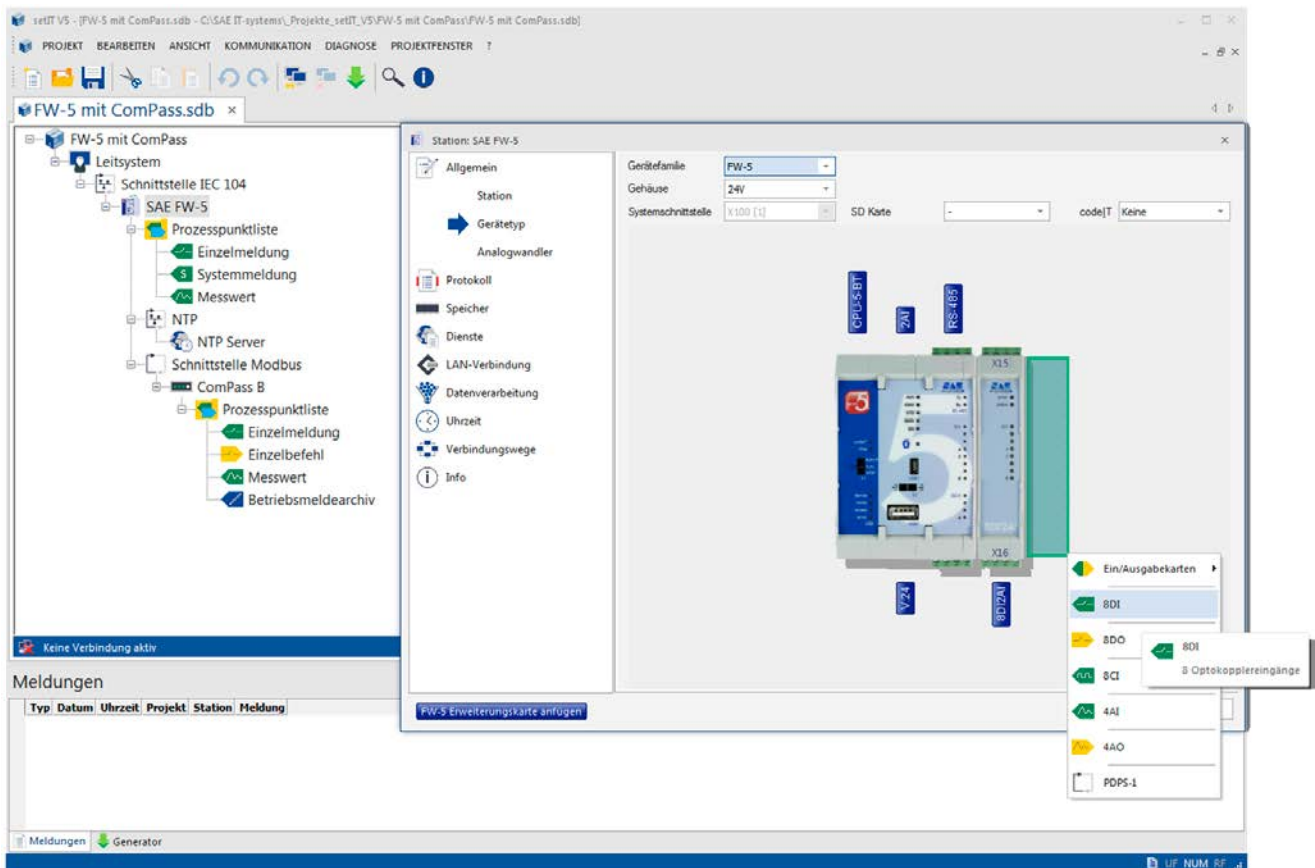 setIT V5 - [FW-5 mit ComPass.sdb - C:\SAE IT-systems\_Projekte_setIT_V5\FW-5 mit ComPass\FW-5 mit ComPass.sdb]
PROJEKT BEARBEITEN ANSICHT KOMMUNIKATION DIAGNOSE PROJEKTFENSTER ?
FW-5 mit ComPass.sdb ×
FW-5 mit ComPass
Leitsystem
Schnittstelle IEC 104
SAE FW-5
Prozesspunktliste
Einzelmeldung
Systemmeldung
Messwert
NTP
NTP Server
Schnittstelle Modbus
ComPass B
Prozesspunktliste
Einzelmeldung
Einzelbefehl
Messwert
Betriebsmeldearchiv
Keine Verbindung aktiv
Station: SAE FW-5
Allgemein
Station
Gerätetyp
Analogwandler
Protokoll
Speicher
Dienste
LAN-Verbindung
Datenverarbeitung
Uhrzeit
Verbindungswege
Info
Gerätefamilie FW-5
Gehäuse 24V
Systemschnittstelle X100 [1] SD Karte - code|T Keine
CPU-5-BT
2AI
RS-485
X15
SAE SAE
5
X16
V.24
8DI2AI
Ein/Ausgabekarten
8DI
8DO
8CI
4AI
4AO
PDPS-1
8DI
8 Optokopplereingänge
FW-5 Erweiterungskarte anfügen
Meldungen
Typ Datum Uhrzeit Projekt Station Meldung
Meldungen Generator
UF NUM RF